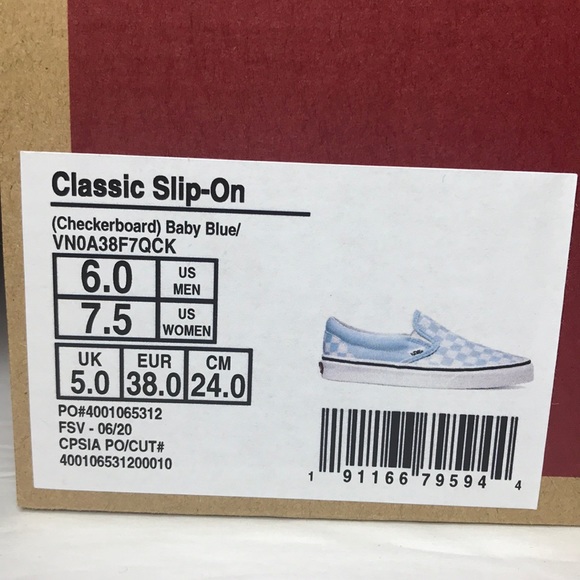 Classic Slip-On
(Checkerboard) Baby Blue/
VN0A38F7QCK
6.0 US MEN
7.5 US WOMEN
UK EUR CM
5.0 38.0 24.0
PO#4001065312
FSV - 06/20
CPSIA PO/CUT#
400106531200010
1 91166 79594 4